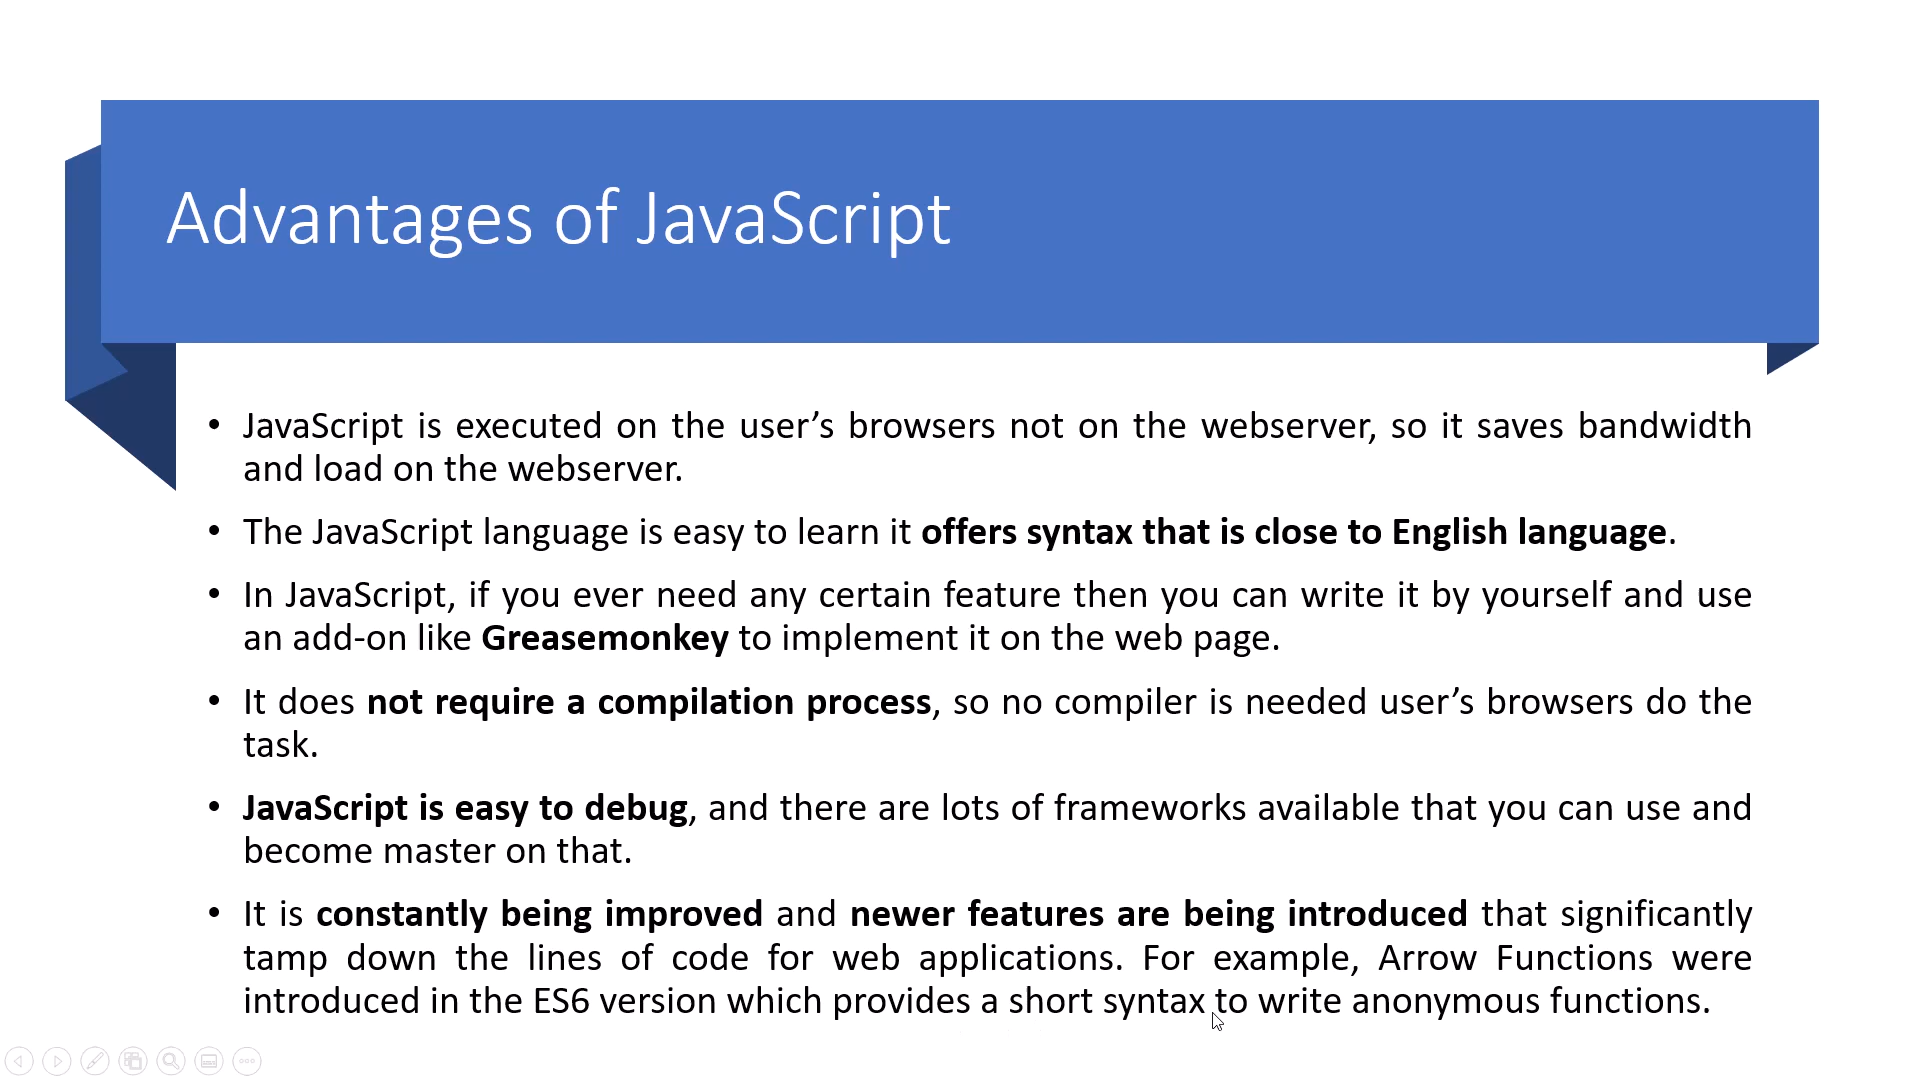 Advantages of JavaScript
• JavaScript is executed on the user’s browsers not on the webserver, so it saves bandwidth
and load on the webserver.
• The JavaScript language is easy to learn it offers syntax that is close to English language.
• In JavaScript, if you ever need any certain feature then you can write it by yourself and use
an add-on like Greasemonkey to implement it on the web page.
• It does not require a compilation process, so no compiler is needed user’s browsers do the
task.
• JavaScript is easy to debug, and there are lots of frameworks available that you can use and
become master on that.
• It is constantly being improved and newer features are being introduced that significantly
tamp down the lines of code for web applications. For example, Arrow Functions were
introduced in the ES6 version which provides a short syntax to write anonymous functions.